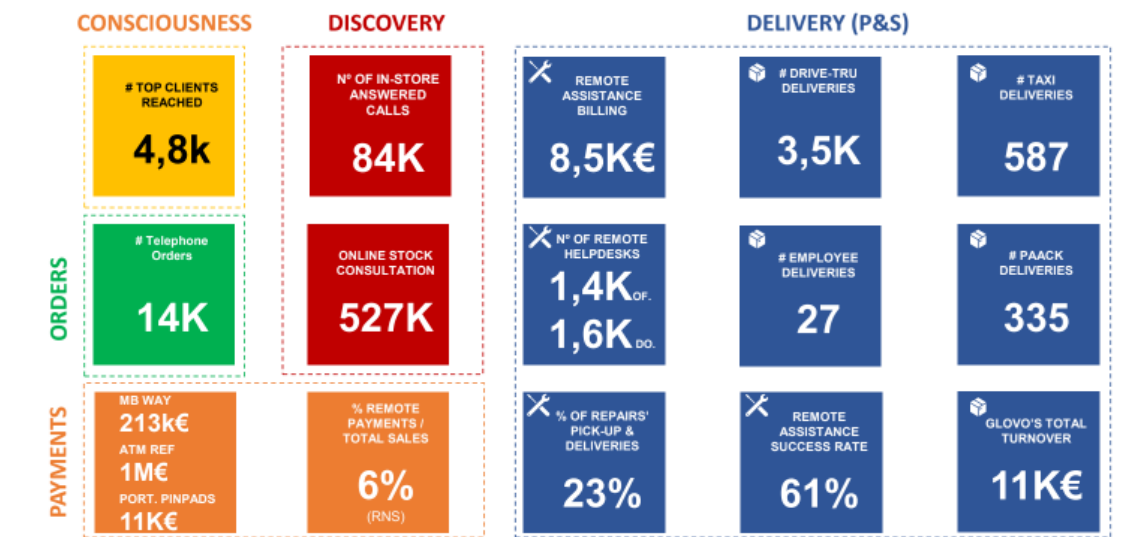 CONSCIOUSNESS
DISCOVERY
DELIVERY (P&S)
# TOP CLIENTS
REACHED
4,8k
Nº OF IN-STORE
ANSWERED
CALLS
84K
REMOTE
ASSISTANCE
BILLING
8,5K€
# DRIVE-TRU
DELIVERIES
3,5K
# TAXI
DELIVERIES
587
ORDERS
# Telephone
Orders
14K
ONLINE STOCK
CONSULTATION
527K
Nº OF REMOTE
HELPDESKS
1,4K OF.
1,6K DO.
# EMPLOYEE
DELIVERIES
27
# PAACK
DELIVERIES
335
PAYMENTS
MB WAY
213k€
ATM REF
1M€
PORT. PINPADS
11K€
% REMOTE
PAYMENTS /
TOTAL SALES
6%
(RNS)
% OF REPAIRS'
PICK-UP &
DELIVERIES
23%
REMOTE
ASSISTANCE
SUCCESS RATE
61%
GLOVO'S TOTAL
TURNOVER
11K€